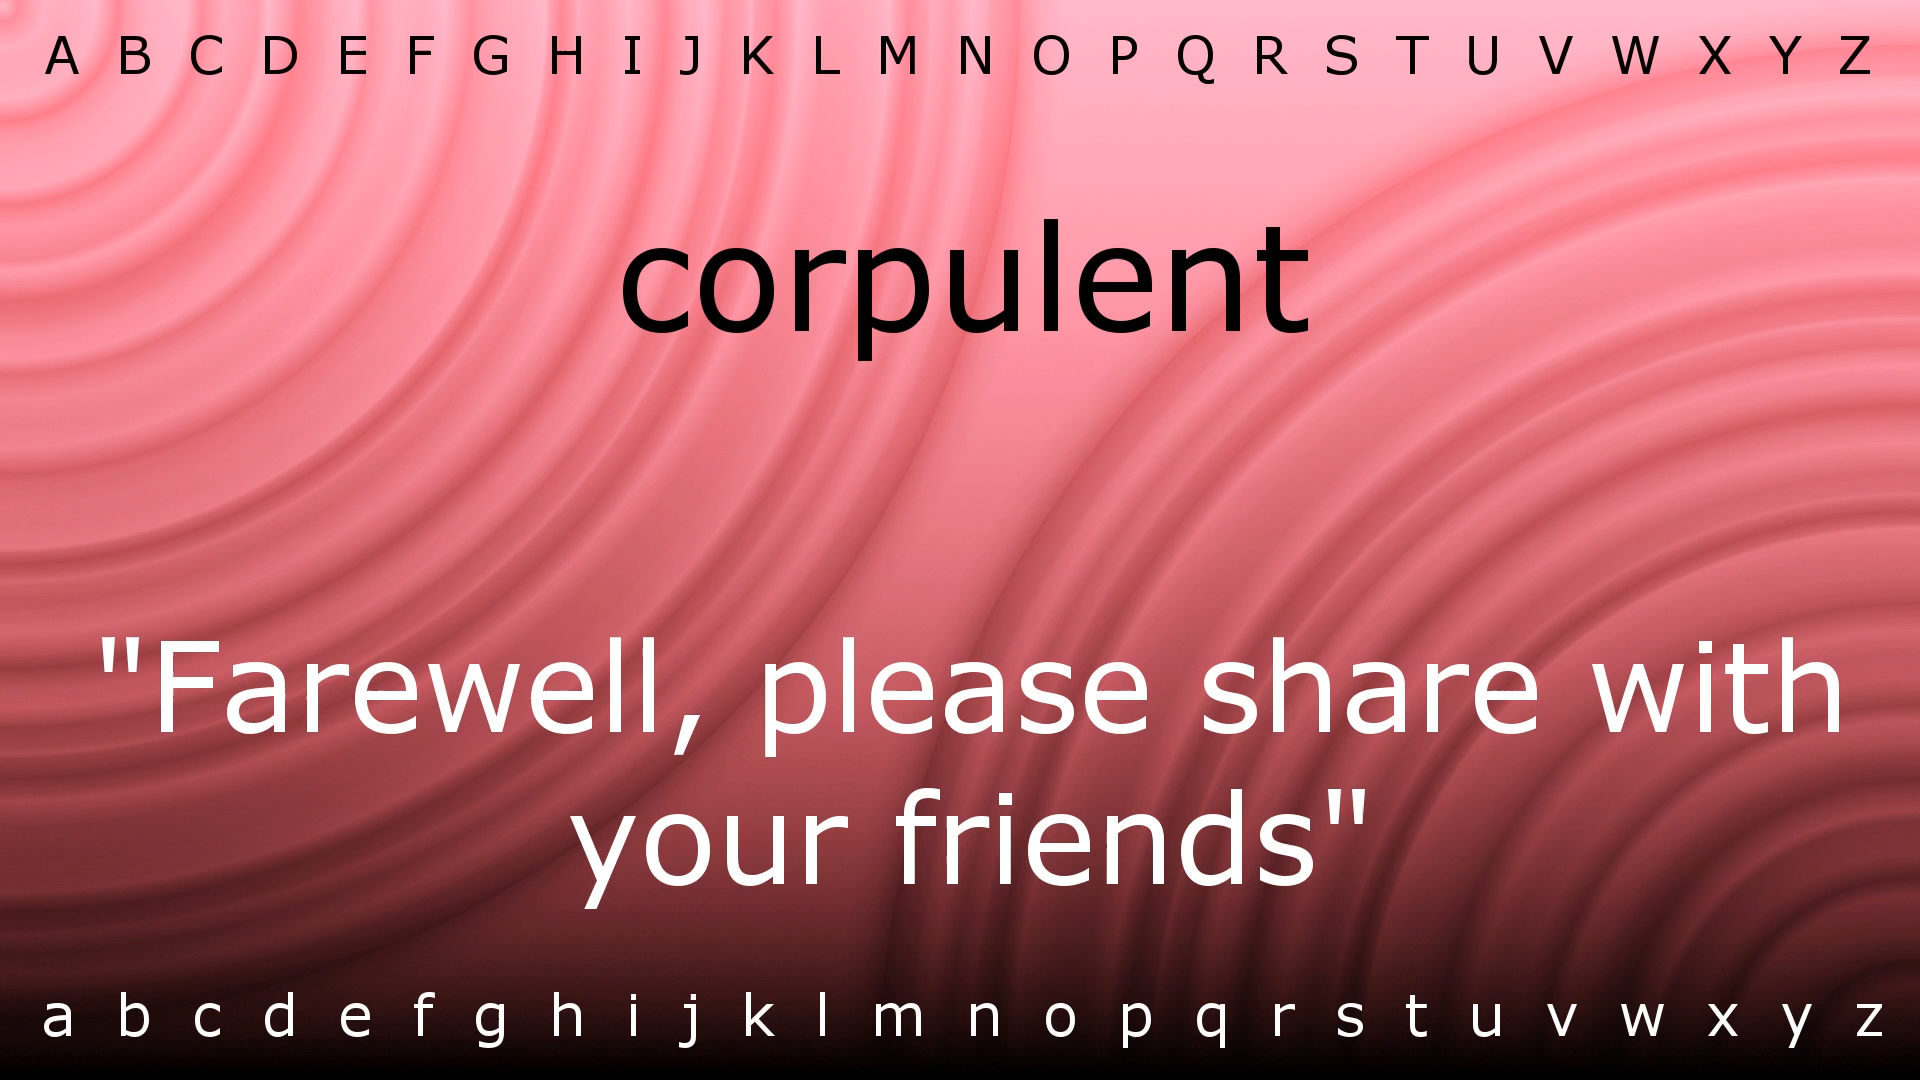 A B C D E F G H I J K L M N O P Q R S T U V W X Y Z
corpulent
"Farewell, please share with
your friends"
a b c d e f g h i j k l m n o p q r s t u v w x y z